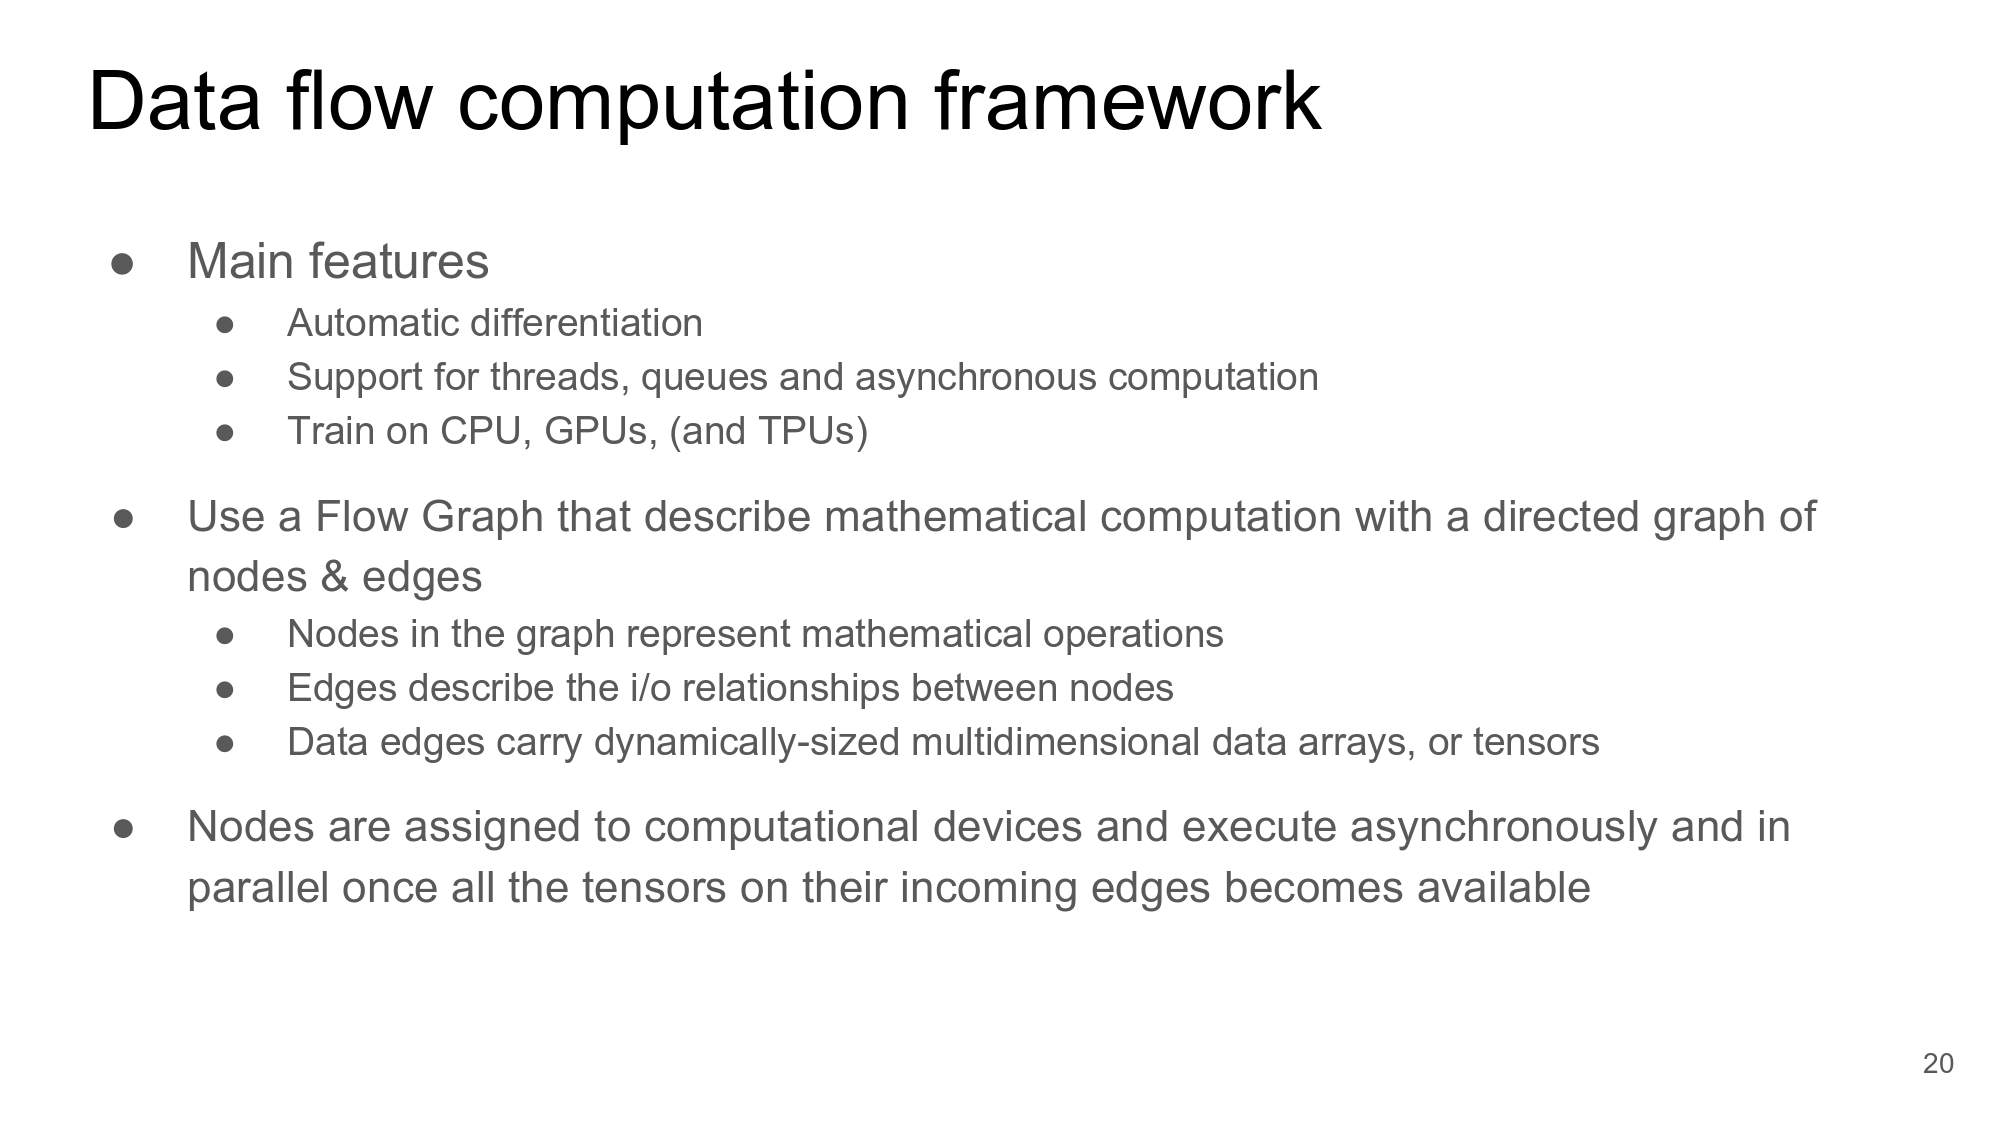 Data flow computation framework
● Main features
● Automatic differentiation
● Support for threads, queues and asynchronous computation
● Train on CPU, GPUs, (and TPUs)
● Use a Flow Graph that describe mathematical computation with a directed graph of
nodes & edges
● Nodes in the graph represent mathematical operations
● Edges describe the i/o relationships between nodes
● Data edges carry dynamically-sized multidimensional data arrays, or tensors
● Nodes are assigned to computational devices and execute asynchronously and in
parallel once all the tensors on their incoming edges becomes available
20